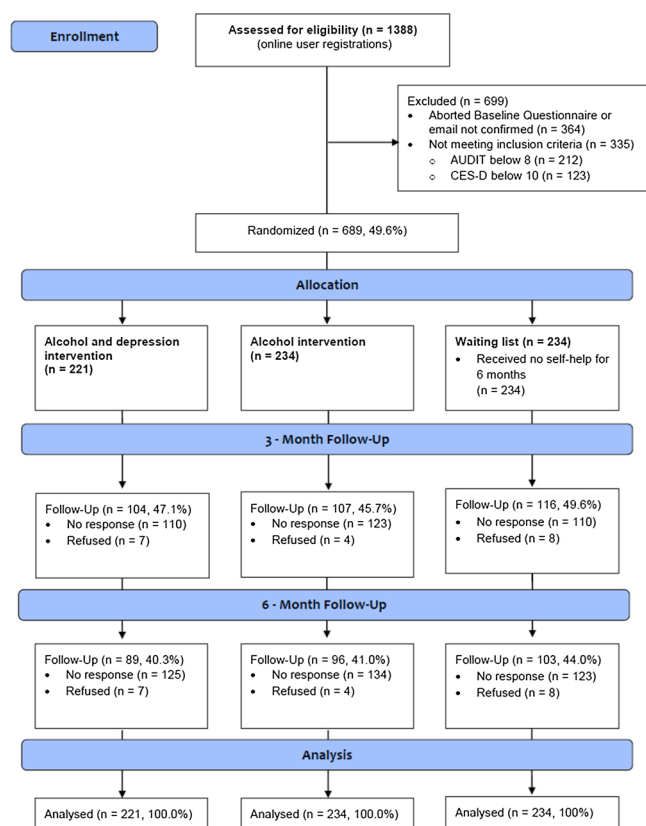 Enrollment
Assessed for eligibility (n = 1388)
(online user registrations)
Excluded (n = 699)
• Aborted Baseline Questionnaire or
email not confirmed (n = 364)
• Not meeting inclusion criteria (n = 335)
○ AUDIT below 8 (n = 212)
○ CES-D below 10 (n = 123)
Randomized (n = 689, 49.6%)
Allocation
Alcohol and depression
intervention
(n = 221)
Alcohol intervention
(n = 234)
Waiting list (n = 234)
• Received no self-help for
6 months
(n = 234)
3 - Month Follow-Up
Follow-Up (n = 104, 47.1%)
• No response (n = 110)
• Refused (n = 7)
Follow-Up (n = 107, 45.7%)
• No response (n = 123)
• Refused (n = 4)
Follow-Up (n = 116, 49.6%)
• No response (n = 110)
• Refused (n = 8)
6 - Month Follow-Up
Follow-Up (n = 89, 40.3%)
• No response (n = 125)
• Refused (n = 7)
Follow-Up (n = 96, 41.0%)
• No response (n = 134)
• Refused (n = 4)
Follow-Up (n = 103, 44.0%)
• No response (n = 123)
• Refused (n = 8)
Analysis
Analysed (n = 221, 100.0%)
Analysed (n = 234, 100.0%)
Analysed (n = 234, 100%)